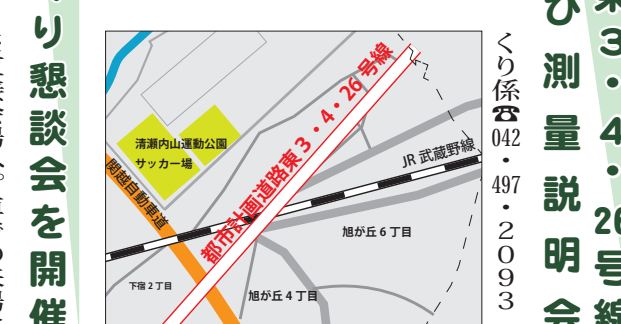 東3・4・26号線
び測量説明会
くり係☎042・497・2093
清瀬内山運動公園
サッカー場
関越自動車道
都市計画道路東3・4・26号線
JR武蔵野線
旭が丘6丁目
下宿2丁目
旭が丘4丁目
り懇談会を開催